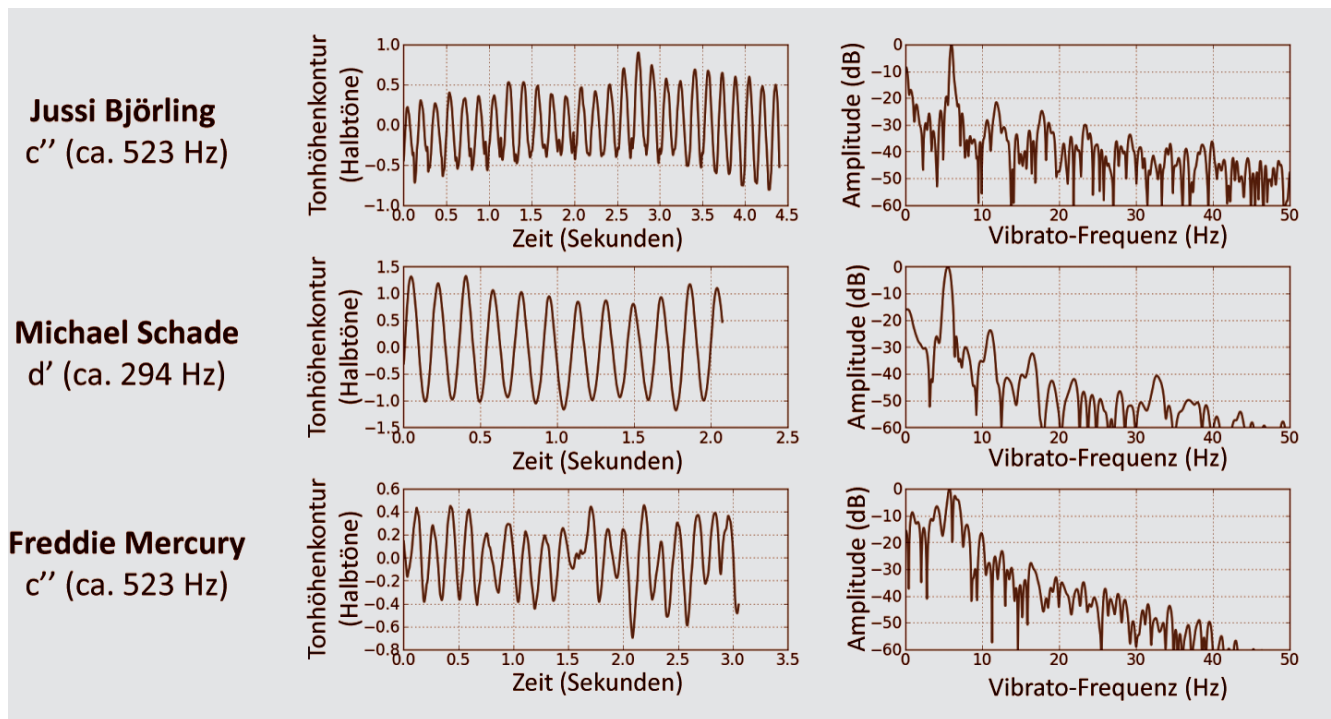 Jussi Björling
c’’ (ca. 523 Hz)
Tonhöhenkontur
(Halbtöne)
1.0
0.5
0.0
−0.5
−1.0
0.0 0.5 1.0 1.5 2.0 2.5 3.0 3.5 4.0 4.5
Zeit (Sekunden)
Amplitude (dB)
0
−10
−20
−30
−40
−50
−60
0 10 20 30 40 50
Vibrato-Frequenz (Hz)
Michael Schade
d’ (ca. 294 Hz)
Tonhöhenkontur
(Halbtöne)
1.5
1.0
0.5
0.0
−0.5
−1.0
−1.5
0.0 0.5 1.0 1.5 2.0 2.5
Zeit (Sekunden)
Amplitude (dB)
0
−10
−20
−30
−40
−50
−60
0 10 20 30 40 50
Vibrato-Frequenz (Hz)
Freddie Mercury
c’’ (ca. 523 Hz)
Tonhöhenkontur
(Halbtöne)
0.6
0.4
0.2
0.0
−0.2
−0.4
−0.6
−0.8
0.0 0.5 1.0 1.5 2.0 2.5 3.0 3.5
Zeit (Sekunden)
Amplitude (dB)
0
−10
−20
−30
−40
−50
−60
0 10 20 30 40 50
Vibrato-Frequenz (Hz)